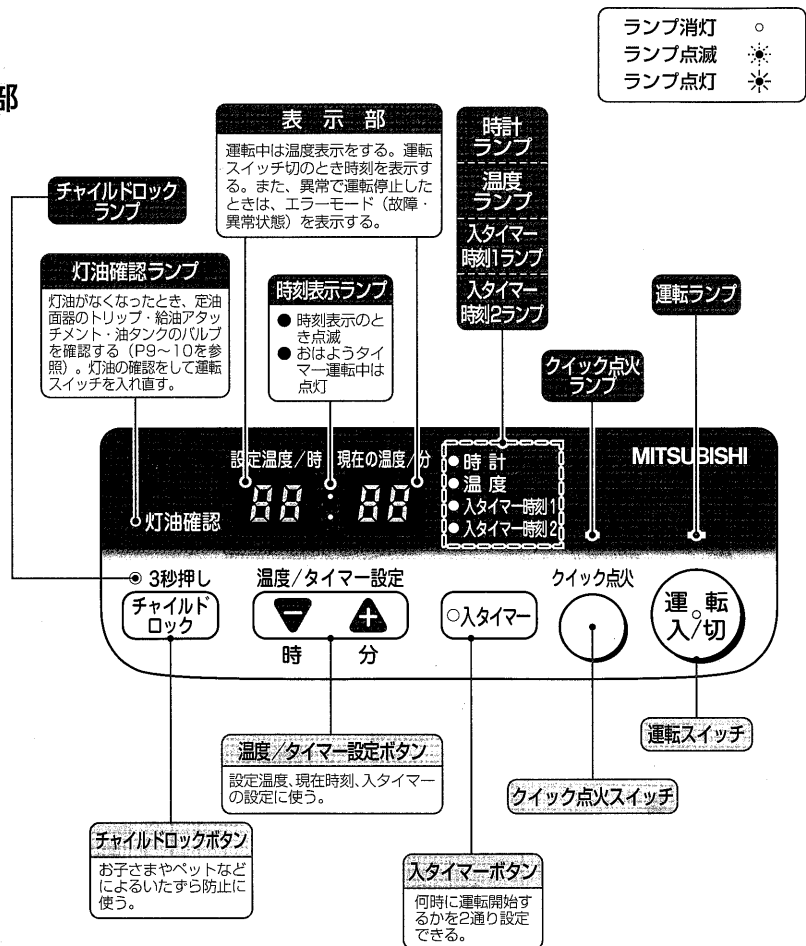 ランプ消灯
ランプ点滅
ランプ点灯
部
表示部
運転中は温度表示をする。運転
スイッチ切のとき時刻を表示す
る。また、異常で運転停止した
ときは、エラーモード（故障・
異常状態）を表示する。
時計
ランプ
温度
ランプ
入タイマー
時刻1ランプ
入タイマー
時刻2ランプ
チャイルドロック
ランプ
灯油確認ランプ
灯油がなくなったとき、定油
面器のトリップ・給油アタッ
チメント・油タンクのバルブ
を確認する（P9〜10を参
照）。灯油の確認をして運転
スイッチを入れ直す。
時刻表示ランプ
● 時刻表示のと
き点滅
● おはようタイ
マー運転中は
点灯
運転ランプ
クイック点火
ランプ
設定温度/時 現在の温度/分
88:88
灯油確認
時計
温度
入タイマー時刻1
入タイマー時刻2
MITSUBISHI
3秒押し
チャイルド
ロック
温度/タイマー設定
時 分
入タイマー
クイック点火
運転
入/切
運転スイッチ
温度/タイマー設定ボタン
設定温度、現在時刻、入タイマー
の設定に使う。
クイック点火スイッチ
チャイルドロックボタン
お子さまやペットなど
によるいたずら防止に
使う。
入タイマーボタン
何時に運転開始す
るかを2通り設定
できる。